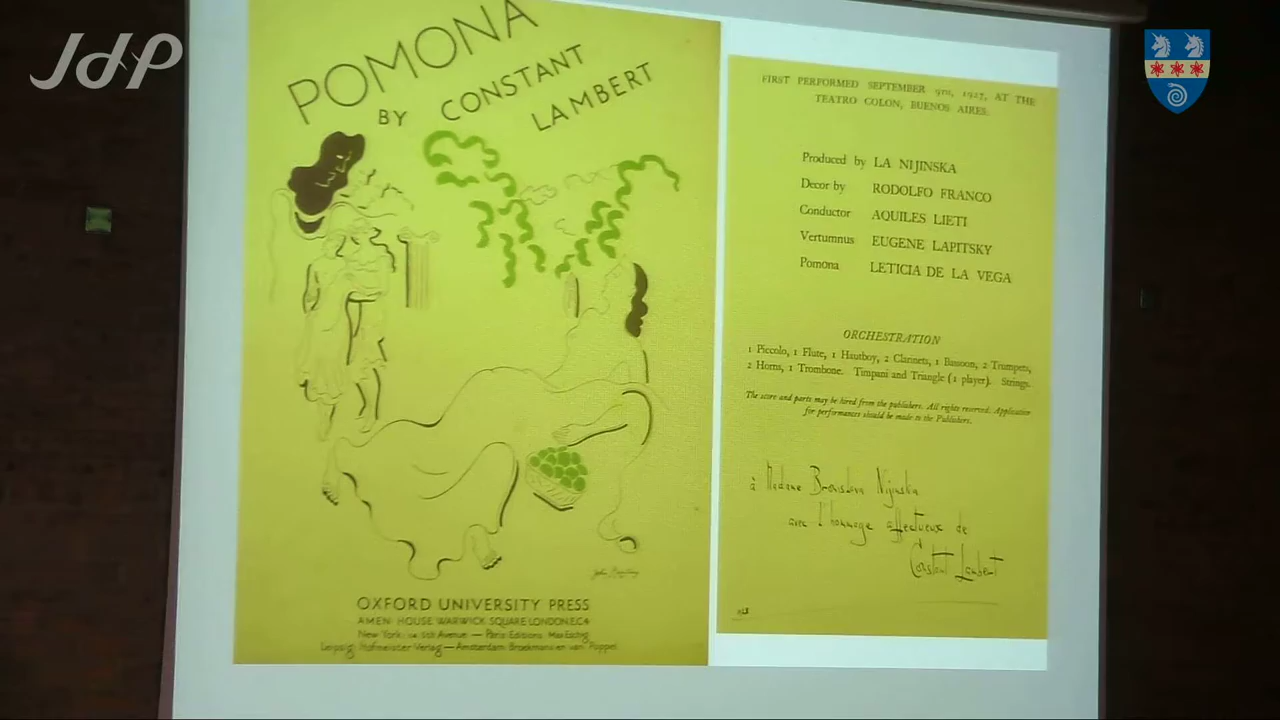 JdP
POMONA
BY CONSTANT
LAMBERT
OXFORD UNIVERSITY PRESS
AMEN HOUSE WARWICK SQUARE LONDON.E.C.4
New York: 114 5th Avenue — Paris: Editions Max Eschig
Leipzig: Hofmeister Verlag — Amsterdam: Broekmans en van Poppel
FIRST PERFORMED SEPTEMBER 9TH, 1927, AT THE
TEATRO COLON, BUENOS AIRES.
Produced by LA NIJINSKA
Decor by RODOLFO FRANCO
Conductor AQUILES LIETI
Vertumnus EUGENE LAPITSKY
Pomona LETICIA DE LA VEGA
ORCHESTRATION
1 Piccolo, 1 Flute, 1 Hautboy, 2 Clarinets, 1 Bassoon, 2 Trumpets,
2 Horns, 1 Trombone. Timpani and Triangle (1 player). Strings.
The score and parts may be hired from the publishers. All rights reserved. Application
for performances should be made to the Publishers.
à Madame Bronislava Nijinska
avec l'hommage affectueux de
Constant Lambert